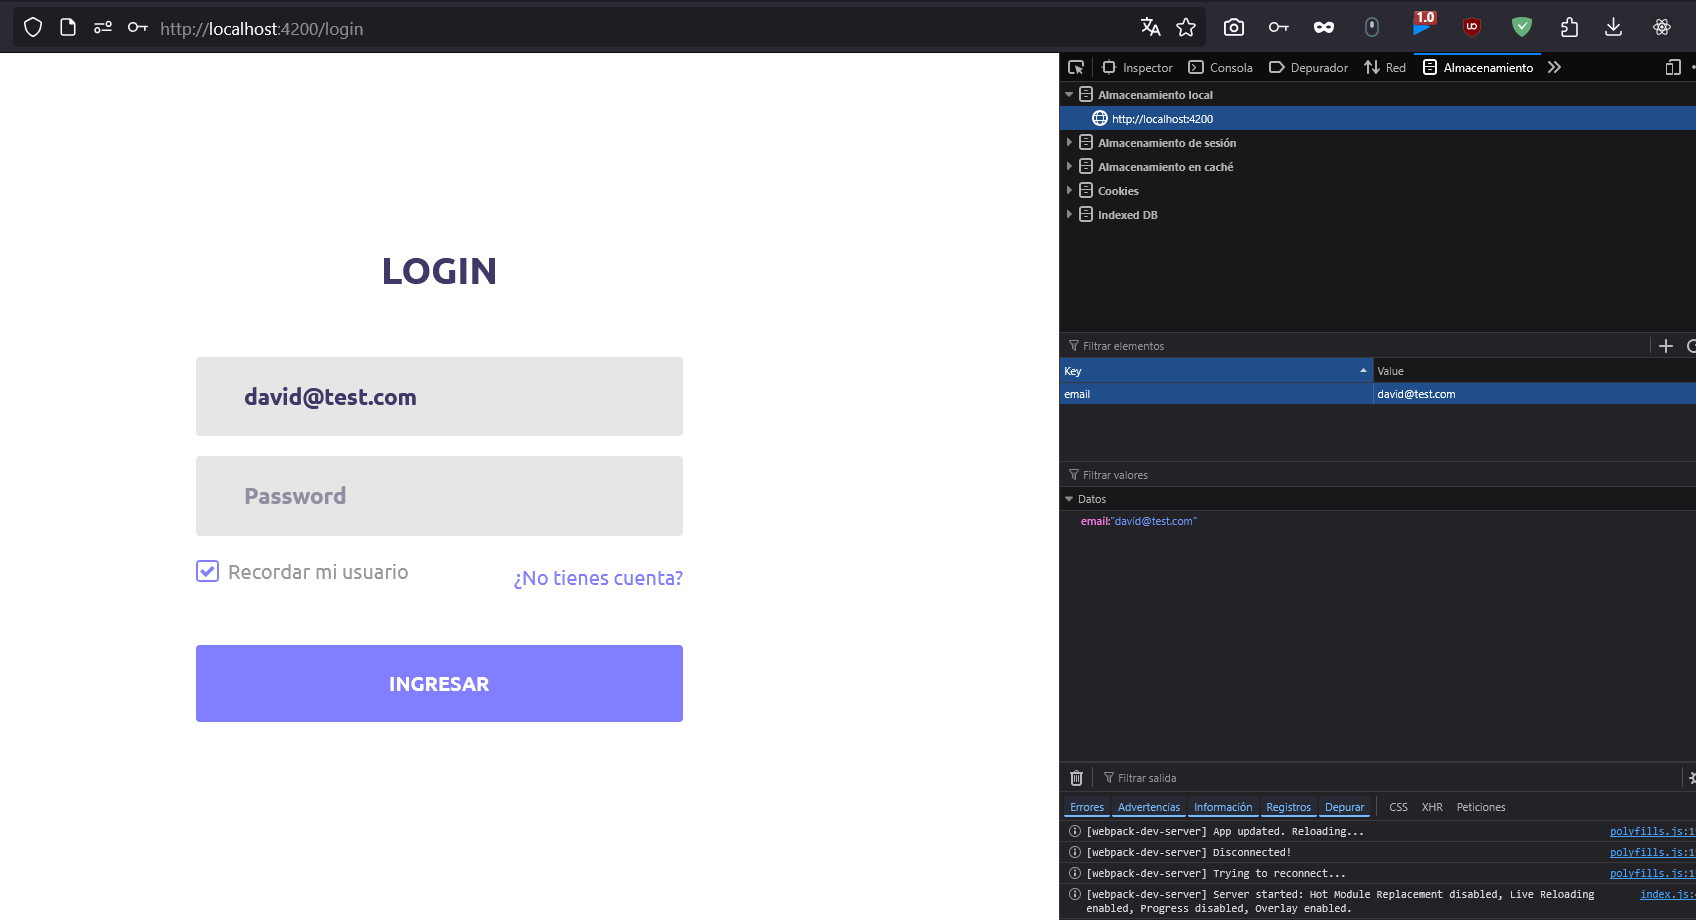 http://localhost:4200/login
1.0
Inspector Consola Depurador Red Almacenamiento
Almacenamiento local
http://localhost:4200
Almacenamiento de sesión
Almacenamiento en caché
Cookies
Indexed DB
LOGIN
david@test.com
Password
Recordar mi usuario
¿No tienes cuenta?
INGRESAR
Filtrar elementos
Key Value
email david@test.com
Filtrar valores
Datos
email:"david@test.com"
Filtrar salida
Errores Advertencias Información Registros Depurar CSS XHR Peticiones
[webpack-dev-server] App updated. Reloading... polyfills.js:1
[webpack-dev-server] Disconnected! polyfills.js:1
[webpack-dev-server] Trying to reconnect... polyfills.js:1
[webpack-dev-server] Server started: Hot Module Replacement disabled, Live Reloading index.js:
enabled, Progress disabled, Overlay enabled.